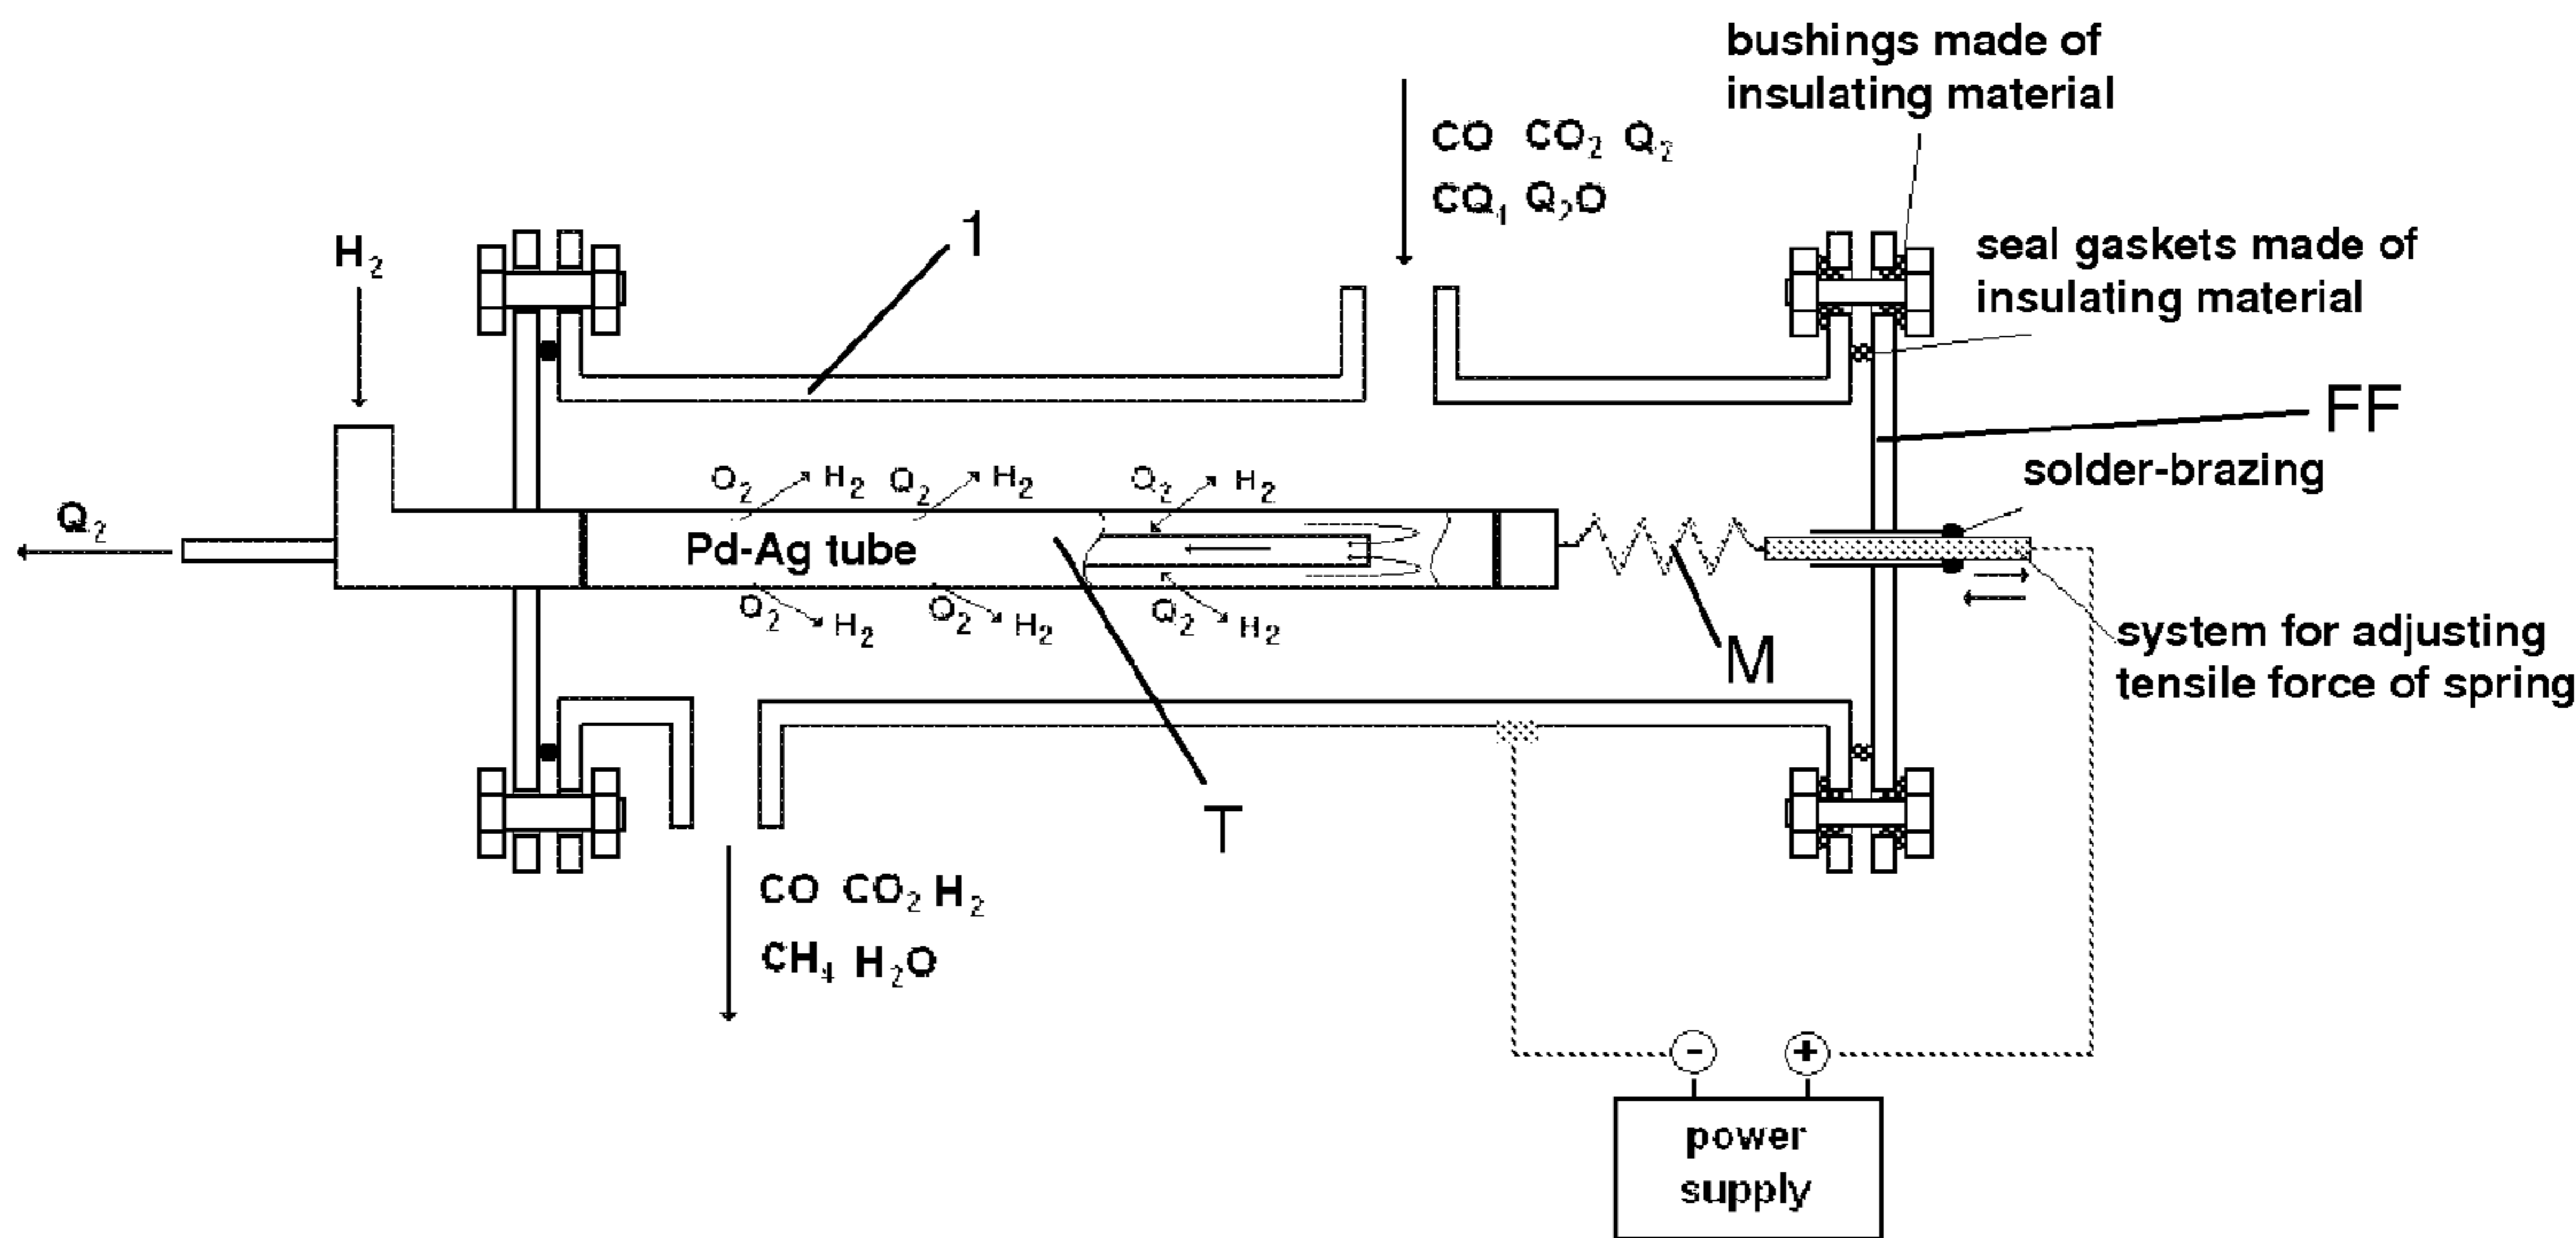 bushings made of
insulating material
CO CO₂ Q₂
CQ₄ Q₂O
seal gaskets made of
insulating material
H₂
1
FF
solder-brazing
Q₂
Q₂ H₂ Q₂ H₂ Q₂ H₂
Pd-Ag tube
Q₂ H₂ Q₂ H₂ Q₂ H₂
M
system for adjusting
tensile force of spring
T
CO CO₂ H₂
CH₄ H₂O
- +
power
supply